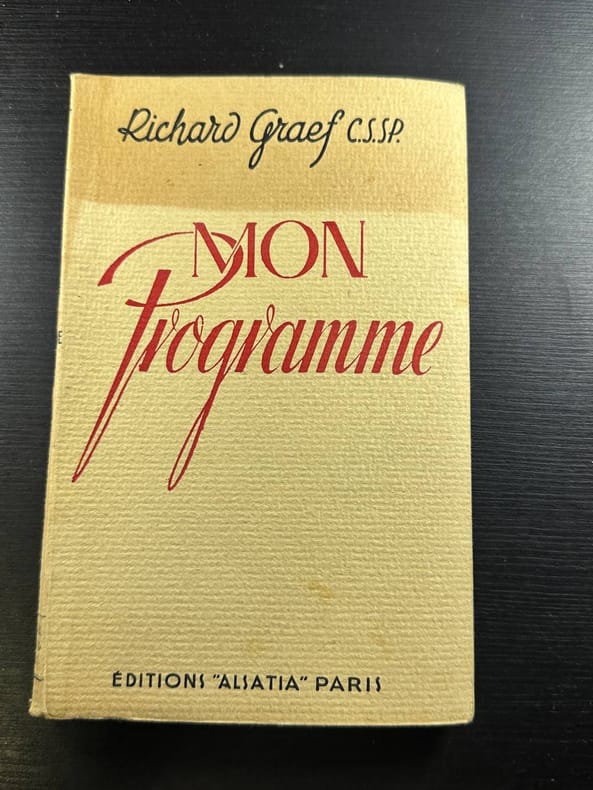 Richard Graef C.S.SP.
MON
Programme
ÉDITIONS "ALSATIA" PARIS